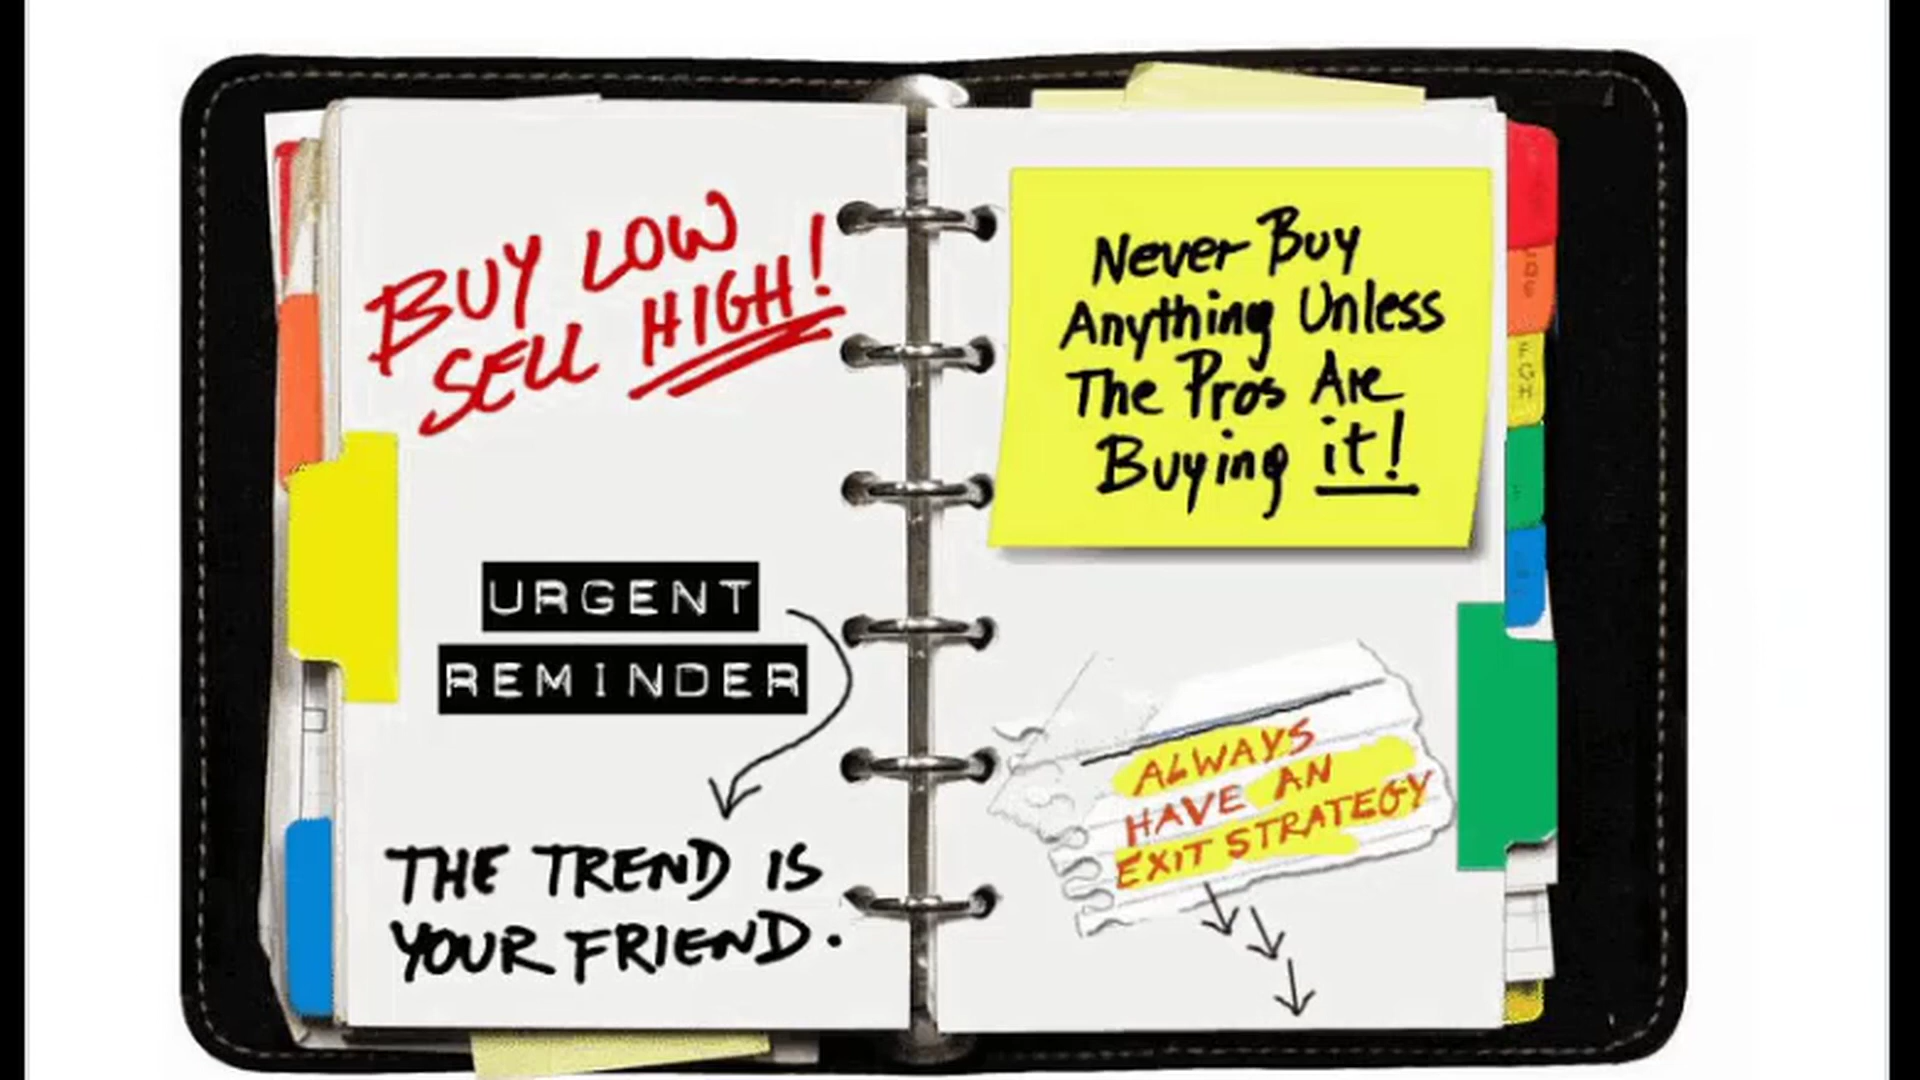 BUY LOW
SELL HIGH!
URGENT
REMINDER
THE TREND IS
YOUR FRIEND.
Never Buy
Anything Unless
The Pros Are
Buying it!
ALWAYS
HAVE AN
EXIT STRATEGY